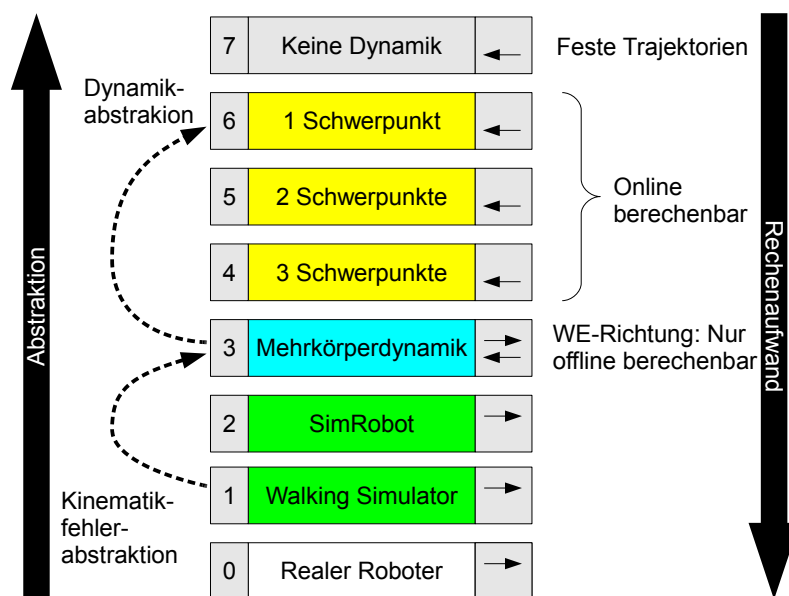 7 Keine Dynamik
Feste Trajektorien
Dynamik-
abstrakion
6 1 Schwerpunkt
5 2 Schwerpunkte
Online
berechenbar
4 3 Schwerpunkte
3 Mehrkörperdynamik
WE-Richtung: Nur
offline berechenbar
2 SimRobot
1 Walking Simulator
Kinematik-
fehler-
abstraktion
0 Realer Roboter
Abstraktion
Rechenaufwand